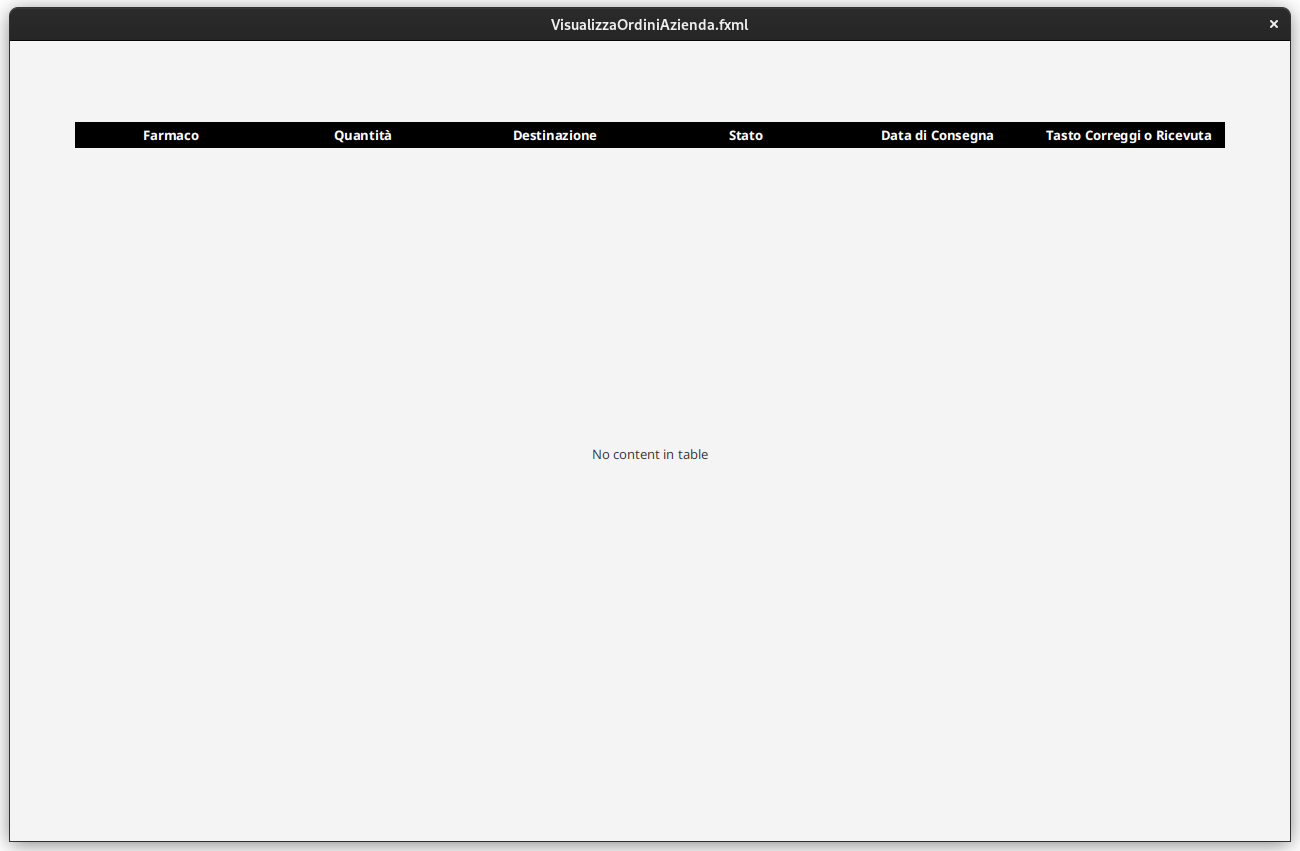 VisualizzaOrdiniAzienda.fxml
Farmaco Quantità Destinazione Stato Data di Consegna Tasto Correggi o Ricevuta
No content in table